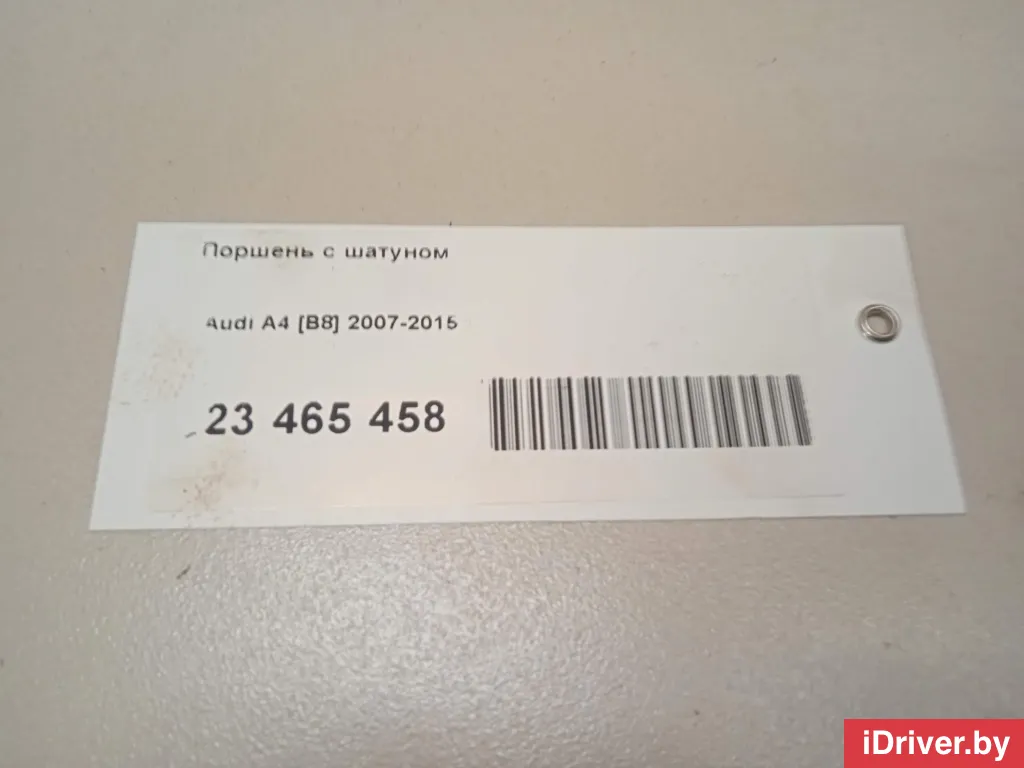 Поршень с шатуном
Audi A4 [B8] 2007-2015
23 465 458
iDriver.by